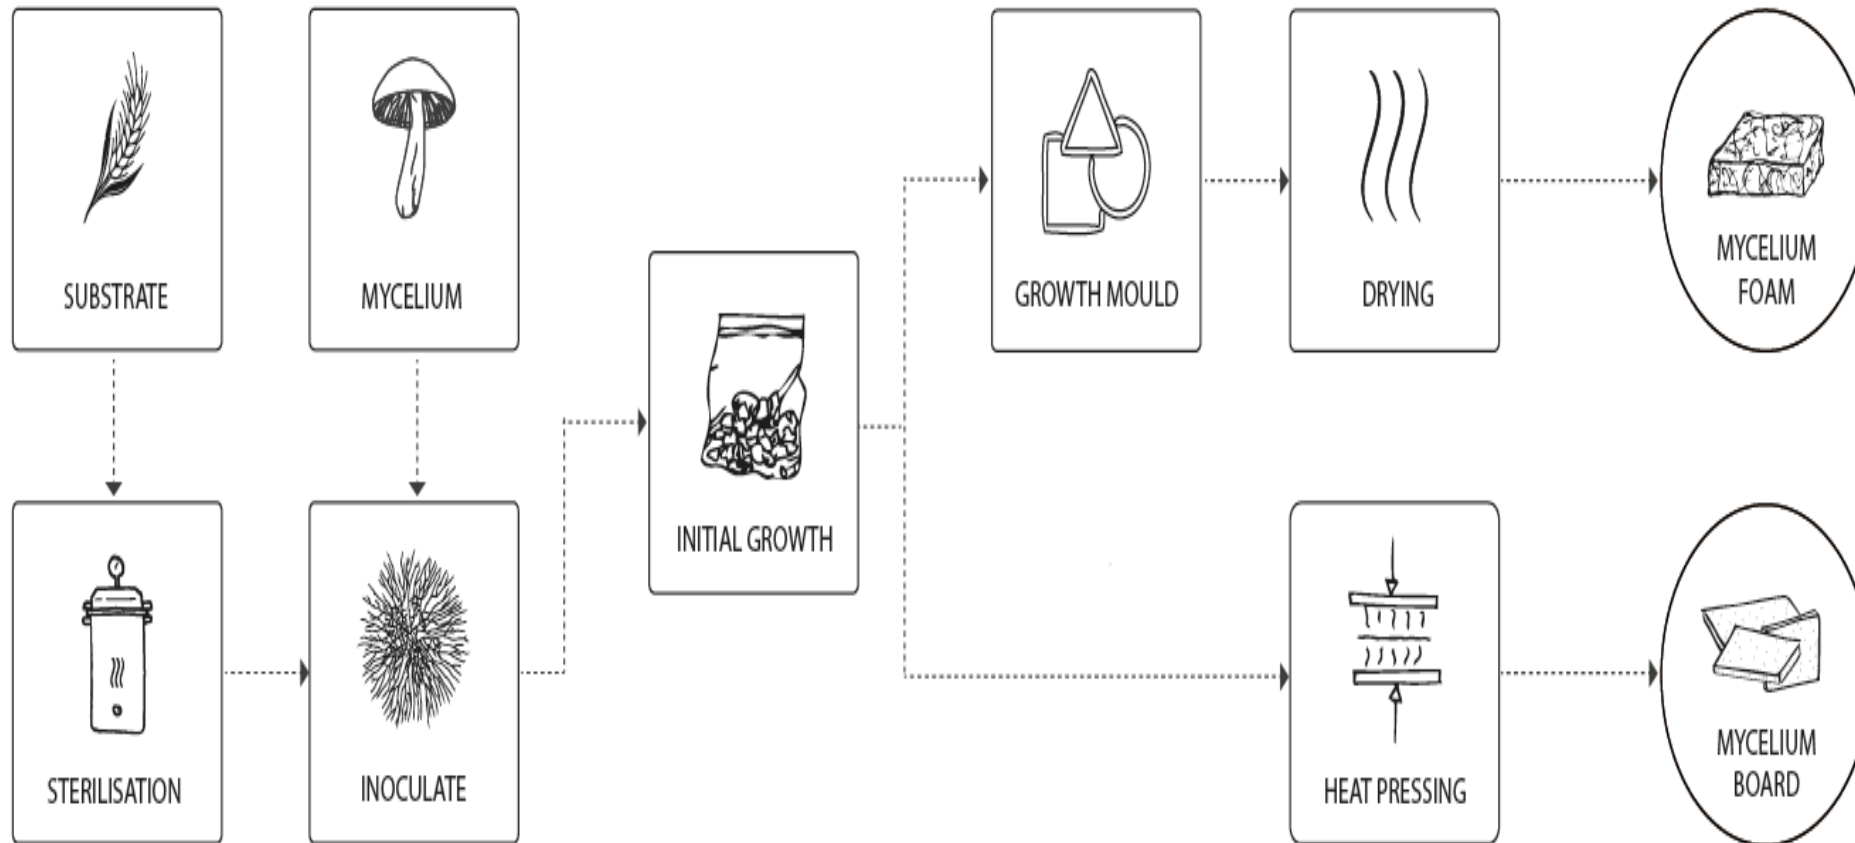 SUBSTRATE
MYCELIUM
STERILISATION
INOCULATE
INITIAL GROWTH
GROWTH MOULD
DRYING
MYCELIUM
FOAM
HEAT PRESSING
MYCELIUM
BOARD